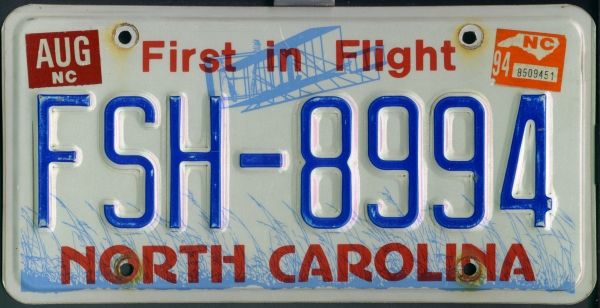 AUG
NC
First in Flight
NC
94 8509451
FSH-8994
NORTH CAROLINA